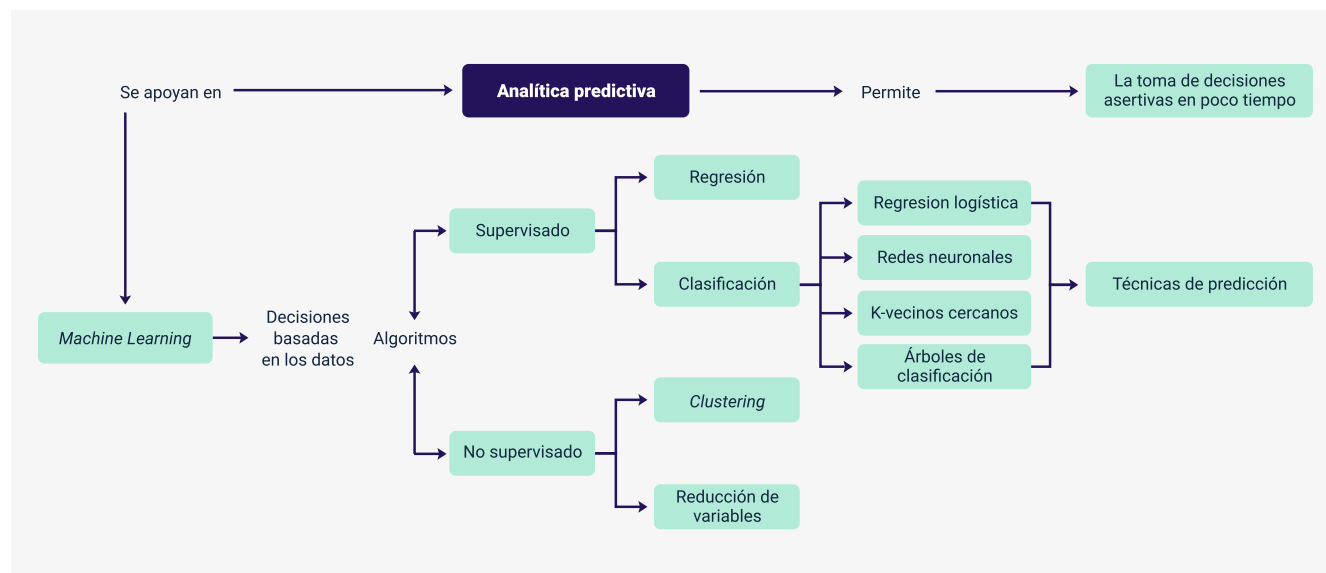 Se apoyan en
Analítica predictiva
Permite
La toma de decisiones
asertivas en poco tiempo
Regresión
Supervisado
Clasificación
Regresion logística
Redes neuronales
K-vecinos cercanos
Árboles de
clasificación
Técnicas de predicción
Machine Learning
Decisiones
basadas
en los datos
Algoritmos
No supervisado
Clustering
Reducción de
variables